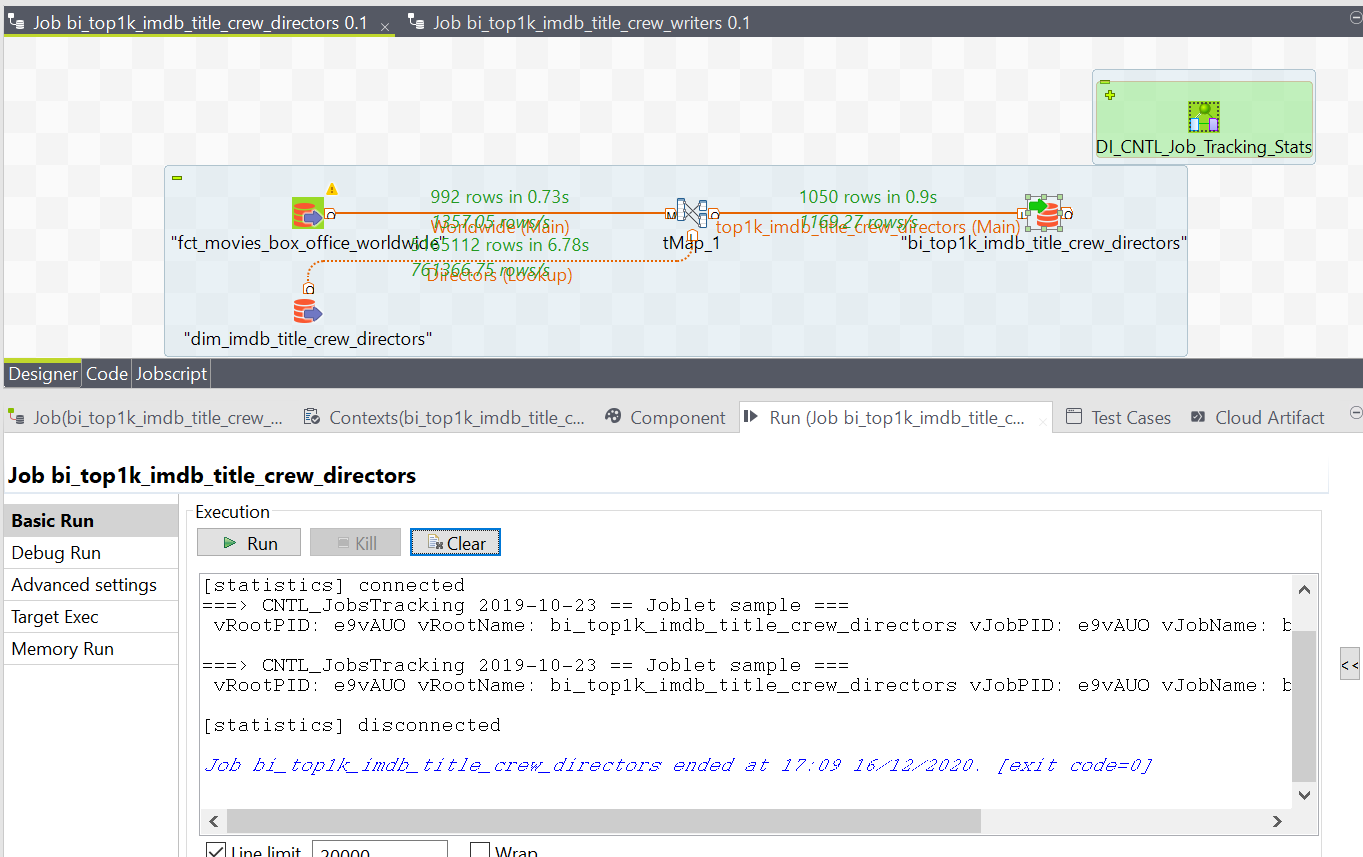 Job bi_top1k_imdb_title_crew_directors 0.1
Job bi_top1k_imdb_title_crew_writers 0.1
DI_CNTL_Job_Tracking_Stats
992 rows in 0.73s
1357.05 rows/s
Worldwide (Main)
"fct_movies_box_office_worldwide"
1050 rows in 0.9s
1169.27 rows/s
top1k_imdb_title_crew_directors (Main)
tMap_1
"bi_top1k_imdb_title_crew_directors"
rows in 6.78s
761366.75 rows/s
Directors (Lookup)
"dim_imdb_title_crew_directors"
Designer Code Jobscript
Job(bi_top1k_imdb_title_crew_... Contexts(bi_top1k_imdb_title_c... Component Run (Job bi_top1k_imdb_title_c... Test Cases Cloud Artifact
Job bi_top1k_imdb_title_crew_directors
Basic Run
Debug Run
Advanced settings
Target Exec
Memory Run
Execution
Run Kill Clear
[statistics] connected
===> CNTL_JobsTracking 2019-10-23 == Joblet sample ===
vRootPID: e9vAUO vRootName: bi_top1k_imdb_title_crew_directors vJobPID: e9vAUO vJobName: b
===> CNTL_JobsTracking 2019-10-23 == Joblet sample ===
vRootPID: e9vAUO vRootName: bi_top1k_imdb_title_crew_directors vJobPID: e9vAUO vJobName: b
[statistics] disconnected
Job bi_top1k_imdb_title_crew_directors ended at 17:09 16/12/2020. [exit code=0]
<<
Line limit 20000 Wrap